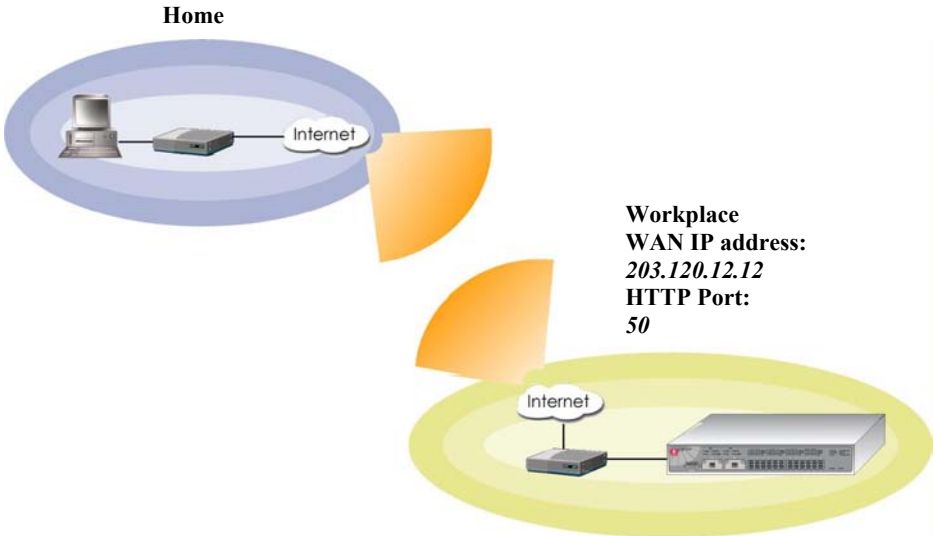 Home
Internet
Workplace
WAN IP address:
203.120.12.12
HTTP Port:
50
Internet